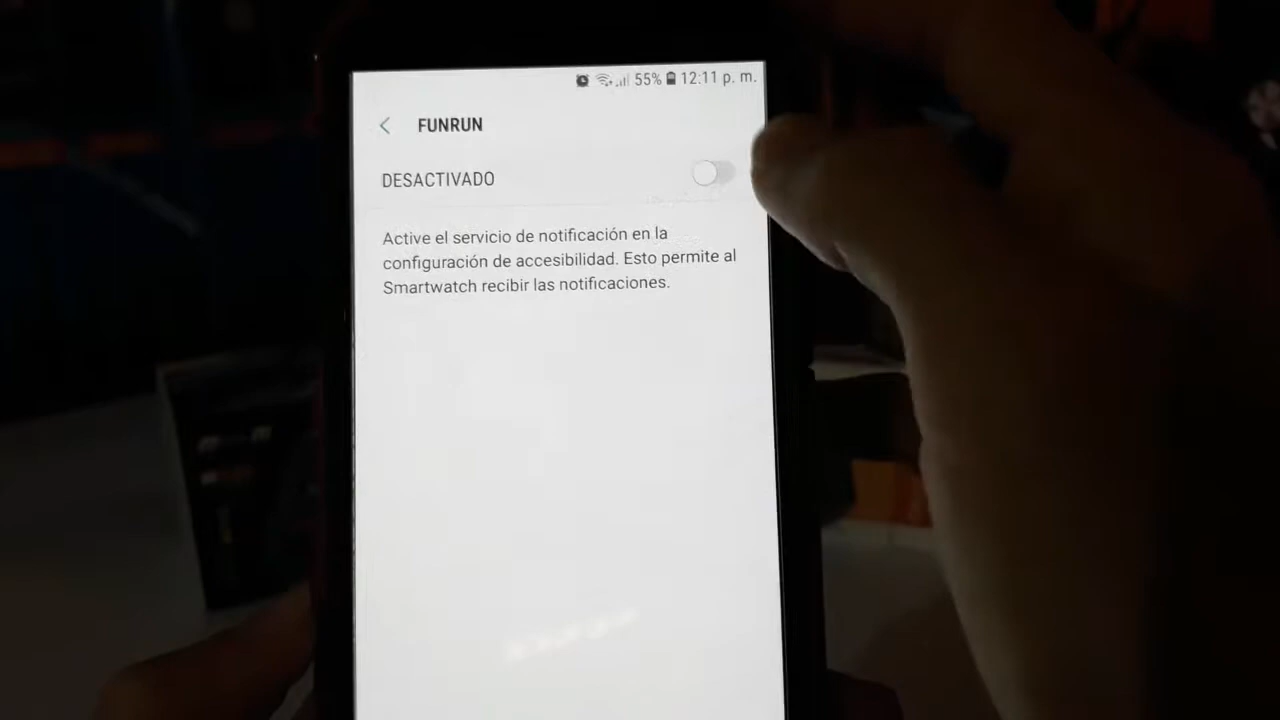 55% 12:11 p. m.
FUNRUN
DESACTIVADO
Active el servicio de notificación en la
configuración de accesibilidad. Esto permite al
Smartwatch recibir las notificaciones.